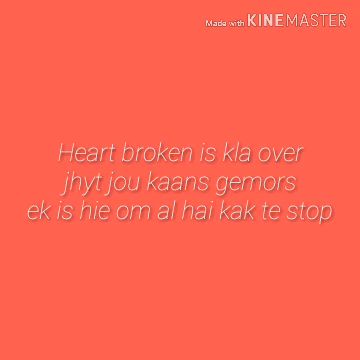 Made with KINEMASTER
Heart broken is kla over
jhyt jou kaans gemors
ek is hie om al hai kak te stop